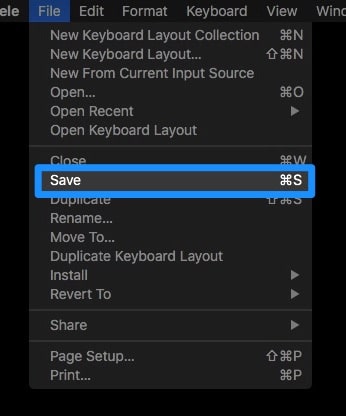 ele File Edit Format Keyboard View Wind
New Keyboard Layout Collection ⌘N
New Keyboard Layout... ⇧⌘N
New From Current Input Source
Open... ⌘O
Open Recent ▶
Open Keyboard Layout
Close ⌘W
Save ⌘S
Duplicate ⇧⌘S
Rename...
Move To...
Duplicate Keyboard Layout
Install ▶
Revert To ▶
Share ▶
Page Setup... ⇧⌘P
Print... ⌘P